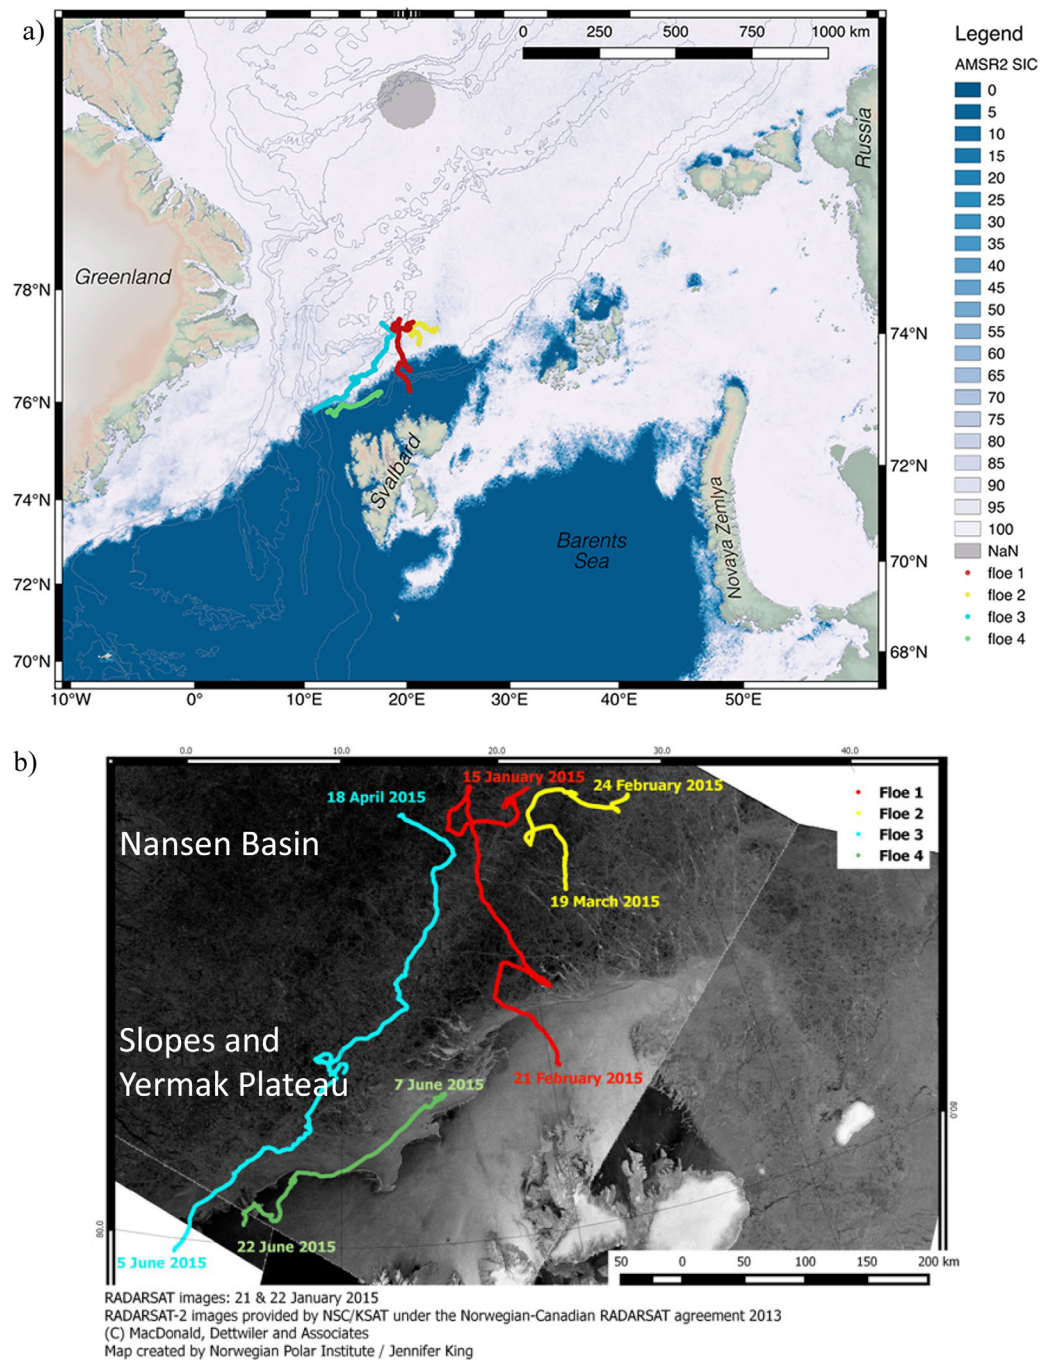 a)
0 250 500 750 1000 km
Legend
AMSR2 SIC
0
5
10
15
20
25
30
35
40
45
50
55
60
65
70
75
80
85
90
95
100
NaN
floe 1
floe 2
floe 3
floe 4
Russia
Greenland
Svalbard
Barents
Sea
Novaya Zemlya
78°N
76°N
74°N
72°N
70°N
74°N
72°N
70°N
68°N
10°W 0° 10°E 20°E 30°E 40°E 50°E
b)
0.0 10.0 20.0 30.0 40.0
15 January 2015
24 February 2015
18 April 2015
Floe 1
Floe 2
Floe 3
Floe 4
Nansen Basin
19 March 2015
Slopes and
Yermak Plateau
7 June 2015
21 February 2015
80.0
80.0
22 June 2015
5 June 2015
50 0 50 100 150 200 km
RADARSAT images: 21 & 22 January 2015
RADARSAT-2 images provided by NSC/KSAT under the Norwegian-Canadian RADARSAT agreement 2013
(C) MacDonald, Dettwiler and Associates
Map created by Norwegian Polar Institute / Jennifer King